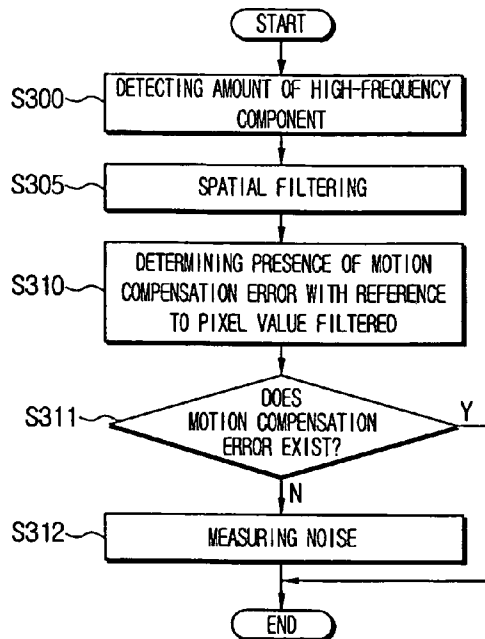 START
S300
DETECTING AMOUNT OF HIGH-FREQUENCY
COMPONENT
S305
SPATIAL FILTERING
S310
DETERMINING PRESENCE OF MOTION
COMPENSATION ERROR WITH REFERENCE
TO PIXEL VALUE FILTERED
S311
DOES
MOTION COMPENSATION
ERROR EXIST?
Y
N
S312
MEASURING NOISE
END